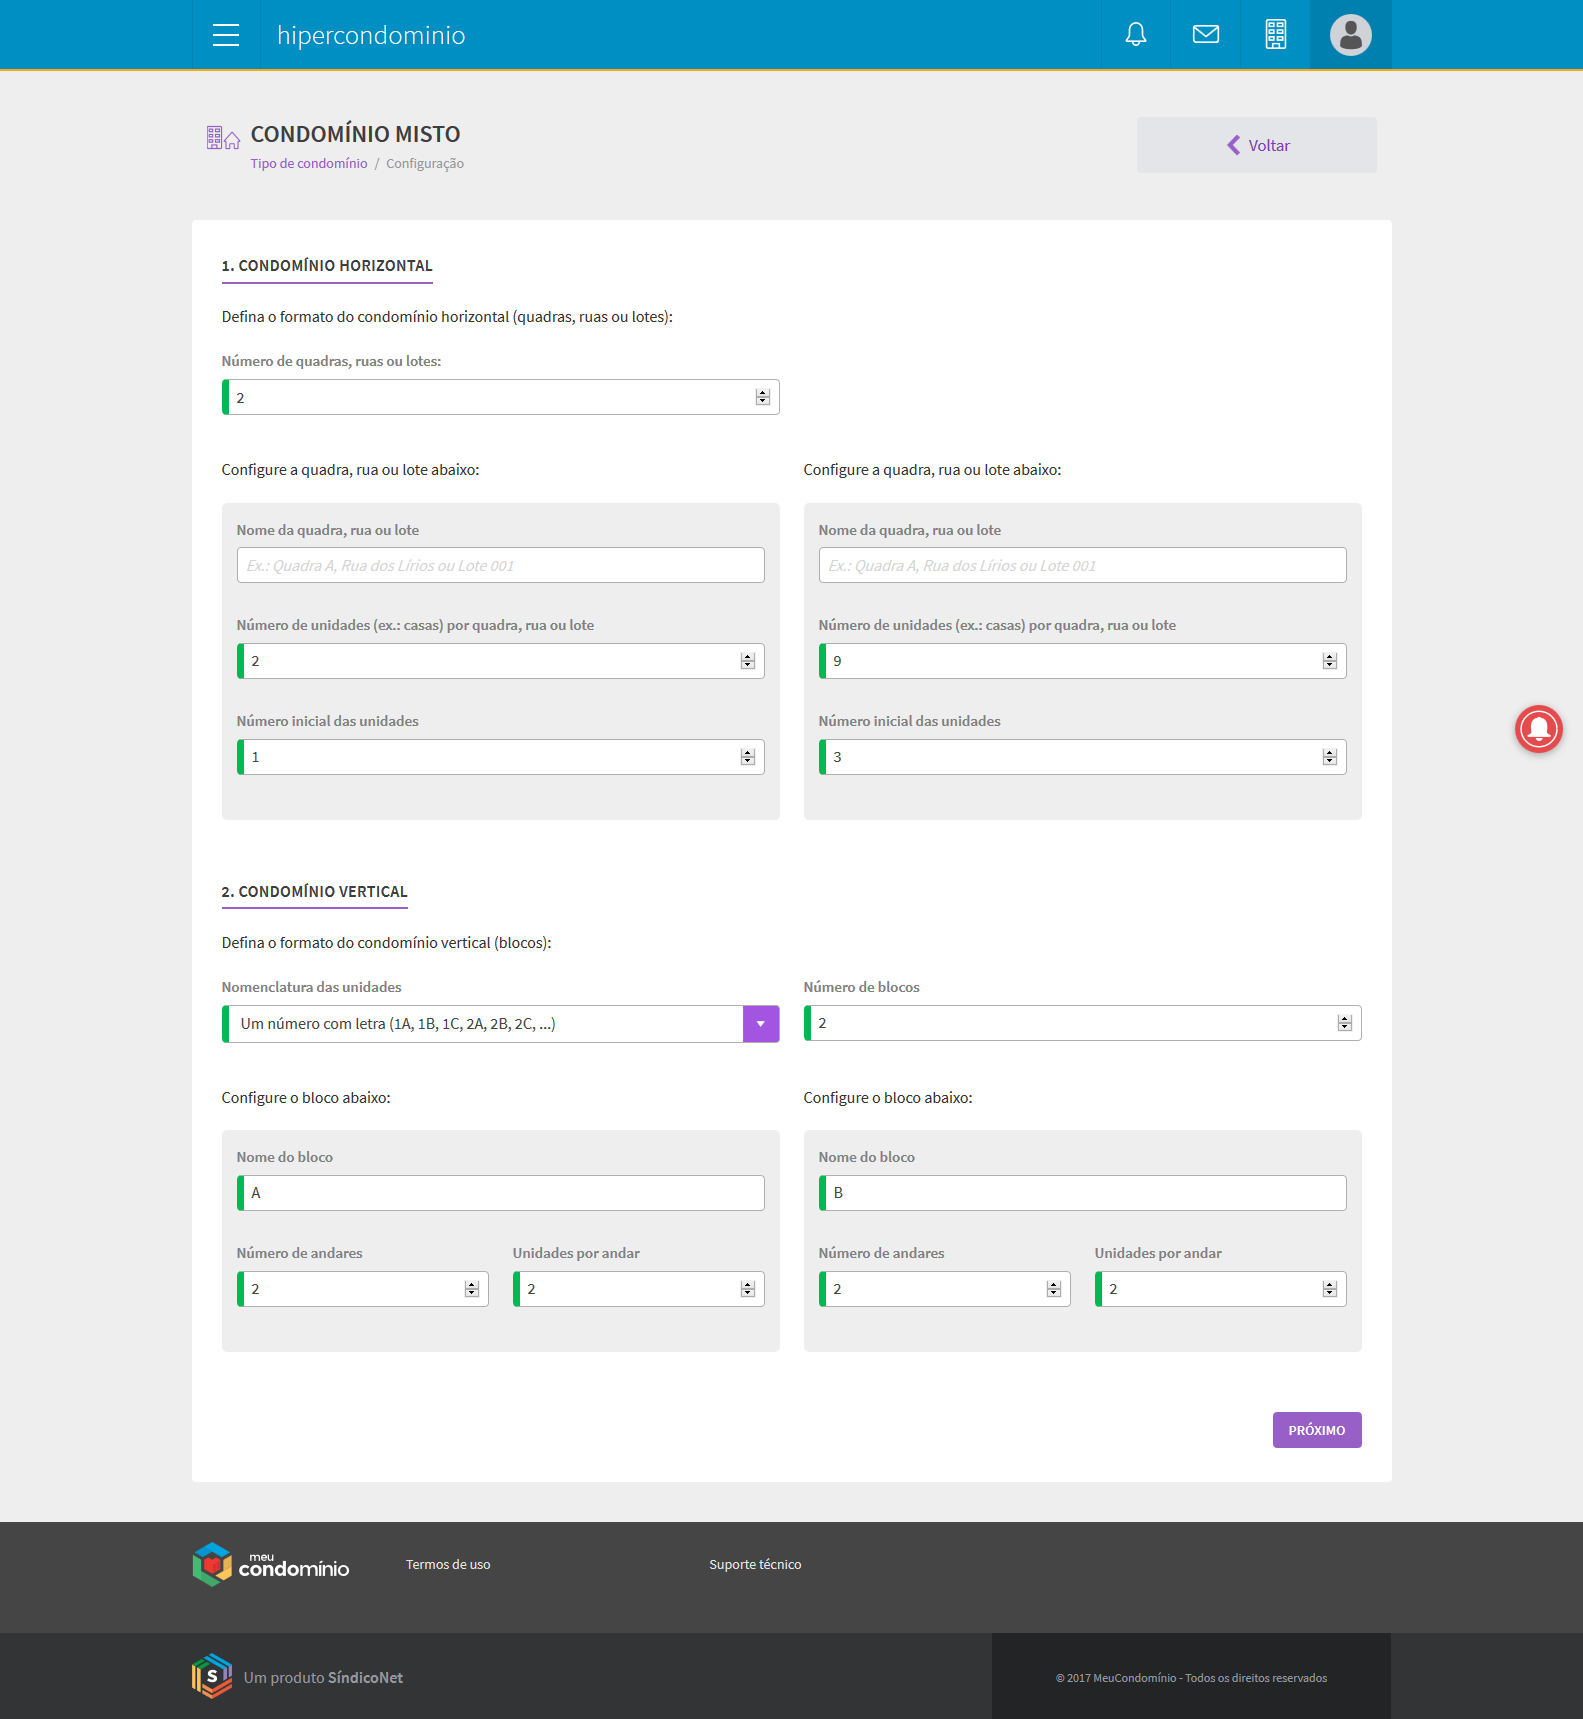 hipercondominio
CONDOMÍNIO MISTO
Tipo de condomínio / Configuração
Voltar
1. CONDOMÍNIO HORIZONTAL
Defina o formato do condomínio horizontal (quadras, ruas ou lotes):
Número de quadras, ruas ou lotes:
2
Configure a quadra, rua ou lote abaixo:
Nome da quadra, rua ou lote
Ex.: Quadra A, Rua dos Lírios ou Lote 001
Número de unidades (ex.: casas) por quadra, rua ou lote
2
Número inicial das unidades
1
Configure a quadra, rua ou lote abaixo:
Nome da quadra, rua ou lote
Ex.: Quadra A, Rua dos Lírios ou Lote 001
Número de unidades (ex.: casas) por quadra, rua ou lote
9
Número inicial das unidades
3
2. CONDOMÍNIO VERTICAL
Defina o formato do condomínio vertical (blocos):
Nomenclatura das unidades
Um número com letra (1A, 1B, 1C, 2A, 2B, 2C, ...)
Número de blocos
2
Configure o bloco abaixo:
Nome do bloco
A
Número de andares
2
Unidades por andar
2
Configure o bloco abaixo:
Nome do bloco
B
Número de andares
2
Unidades por andar
2
PRÓXIMO
meu
condomínio
Termos de uso
Suporte técnico
S
Um produto SíndicoNet
© 2017 MeuCondomínio - Todos os direitos reservados